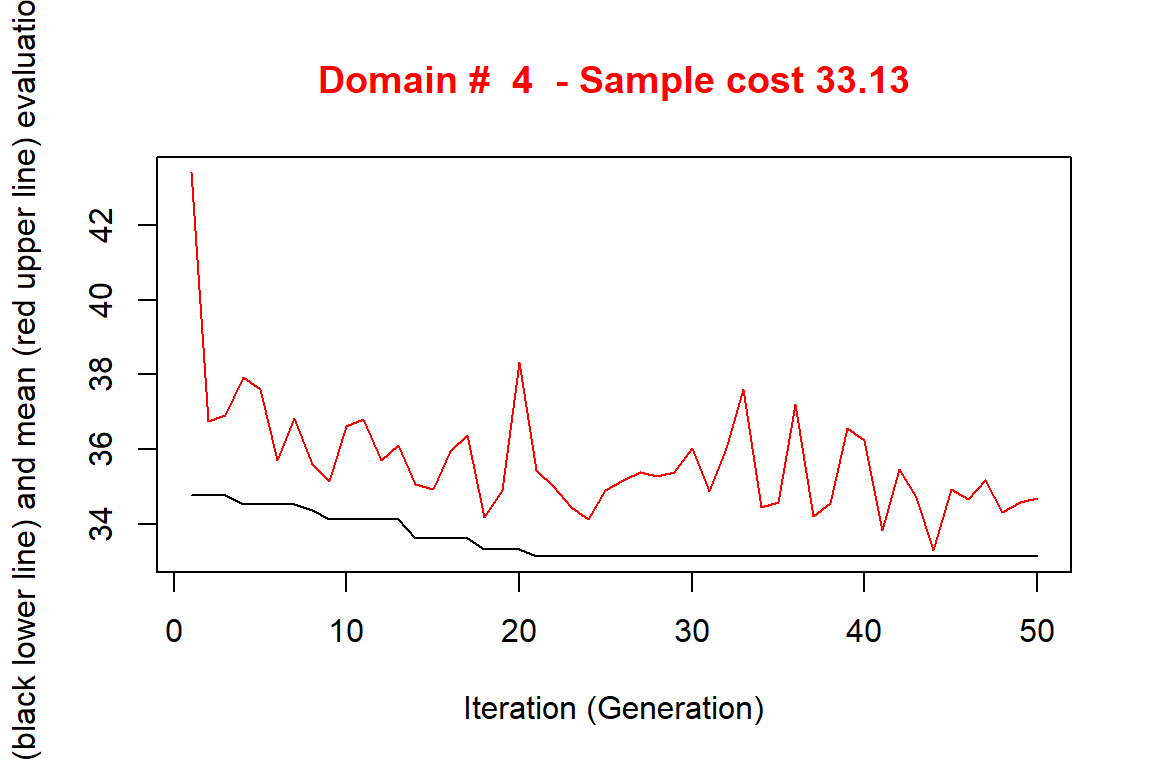 Domain # 4 - Sample cost 33.13
(black lower line) and mean (red upper line)
42
40
38
36
34
0 10 20 30 40 50
Iteration (Generation)